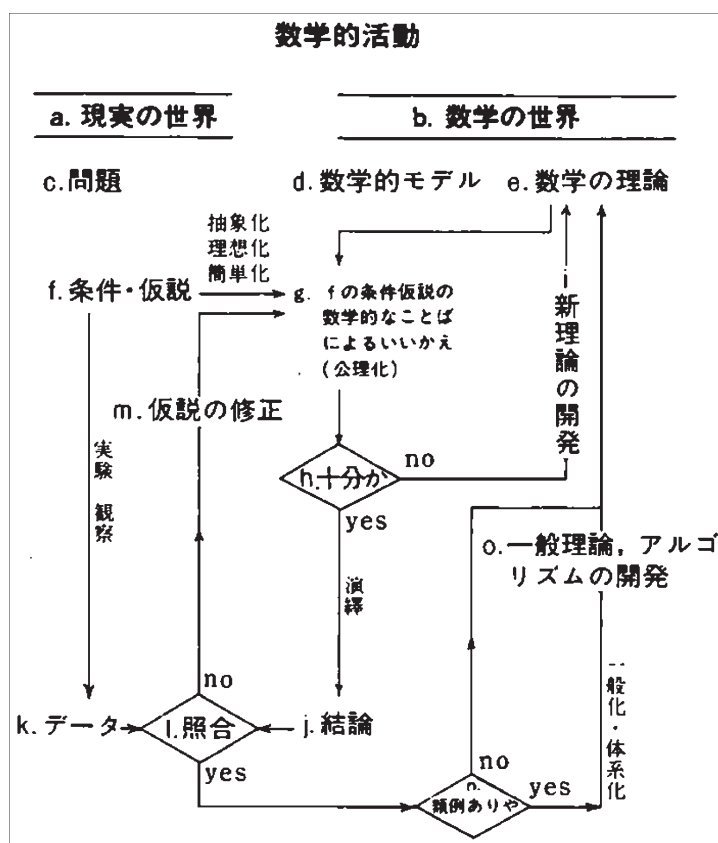 数学的活動
a. 現実の世界
b. 数学の世界
c.問題
d.数学的モデル
e.数学の理論
抽象化
理想化
簡単化
f.条件・仮説
g. fの条件仮説の
数学的なことば
によるいいかえ
(公理化)
i
新理論の開発
m.仮説の修正
実験 観察
h.十分か
no
yes
演繹
o.一般理論，アルゴ
リズムの開発
k.データ
l.照合
j.結論
no
yes
類例ありや
no
yes
一般化・体系化